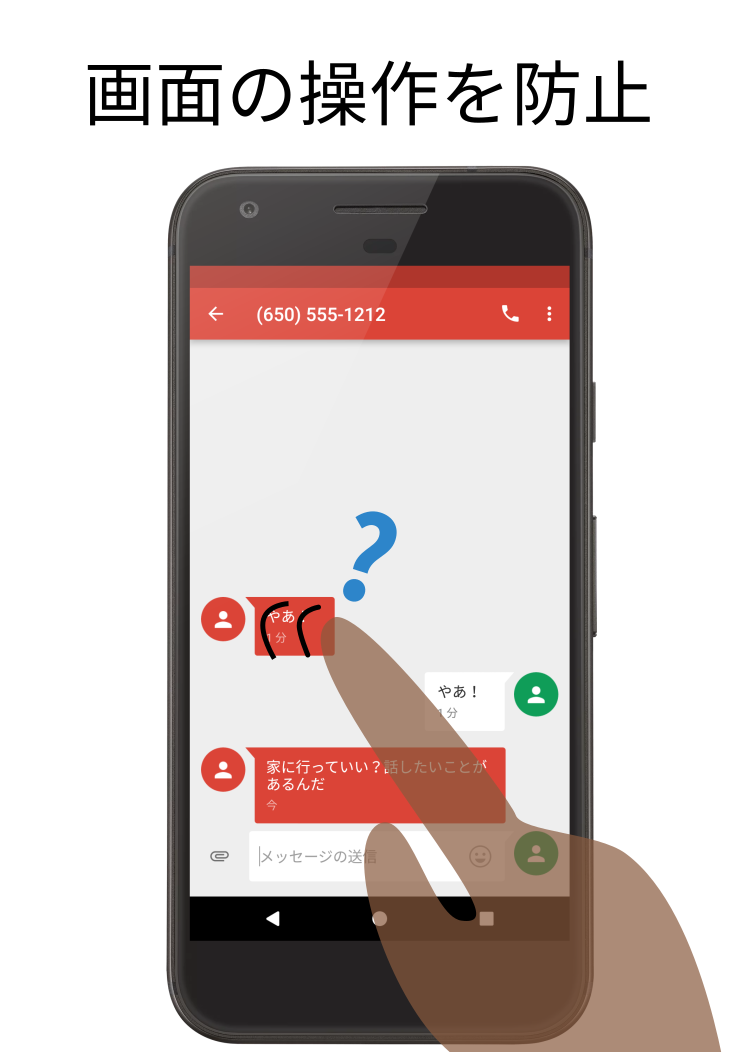 画面の操作を防止
(650) 555-1212
?
やあ！
1 分
やあ！
1 分
家に行っていい？話したいことが
あるんだ
今
メッセージの送信